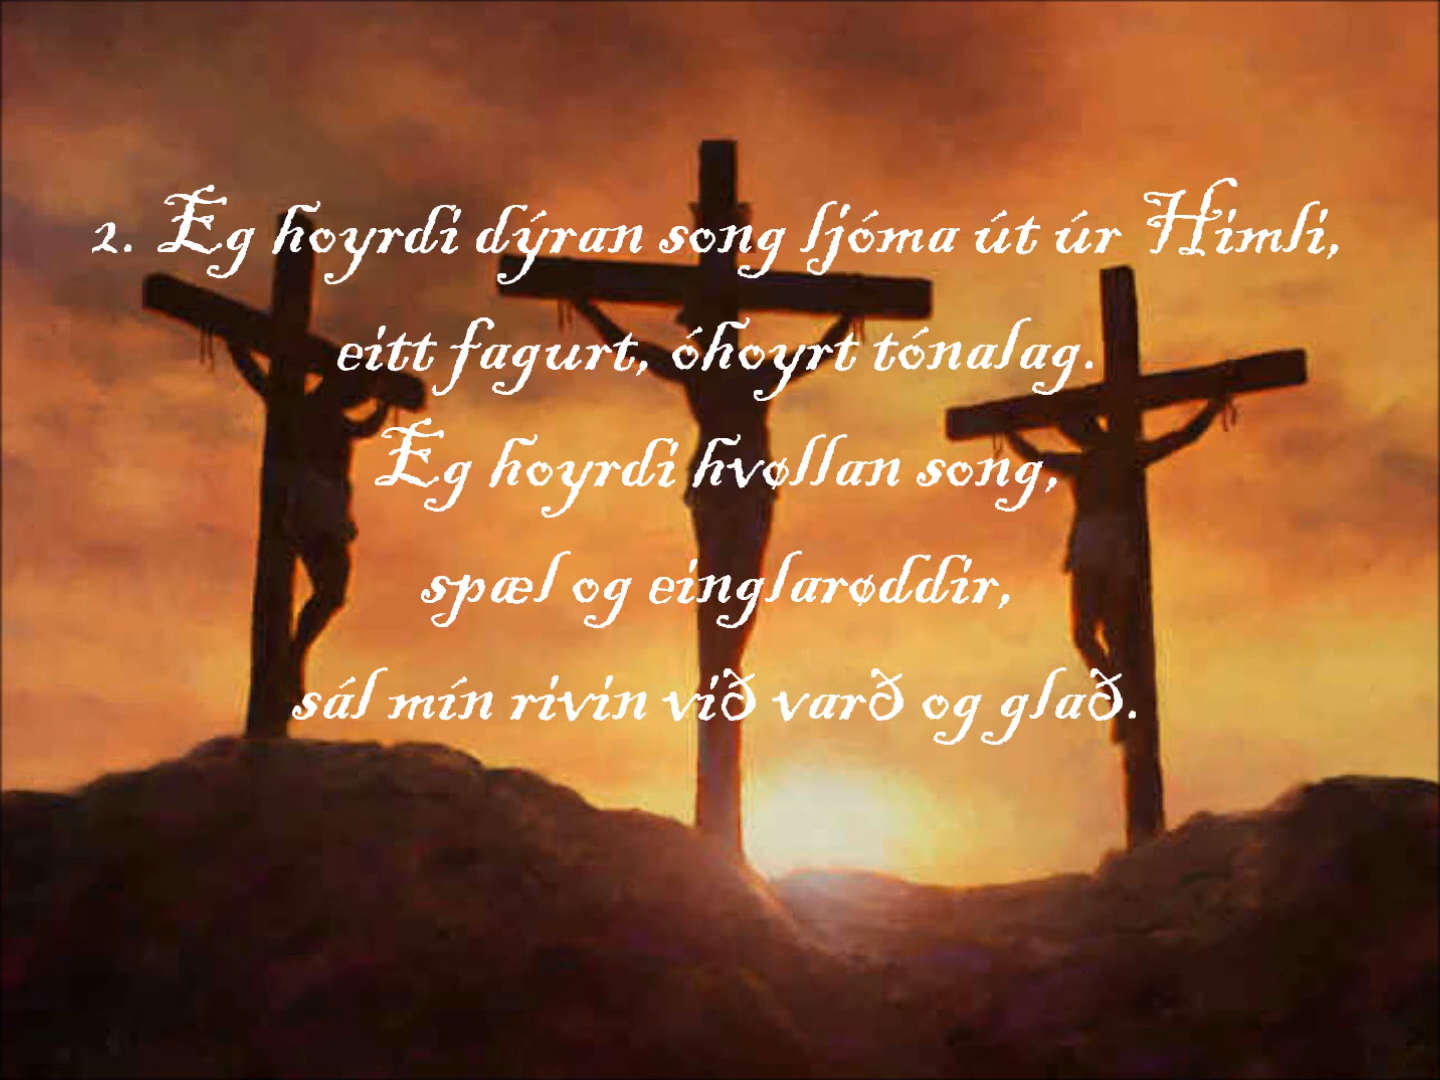 2. Eg hoyrdi dýran song ljóma út úr Himli,
eitt fagurt, óhoyrt tónalag.
Eg hoyrdi hvøllan song,
spæl og einglarøddir,
sál mín rivin við varð og glað.